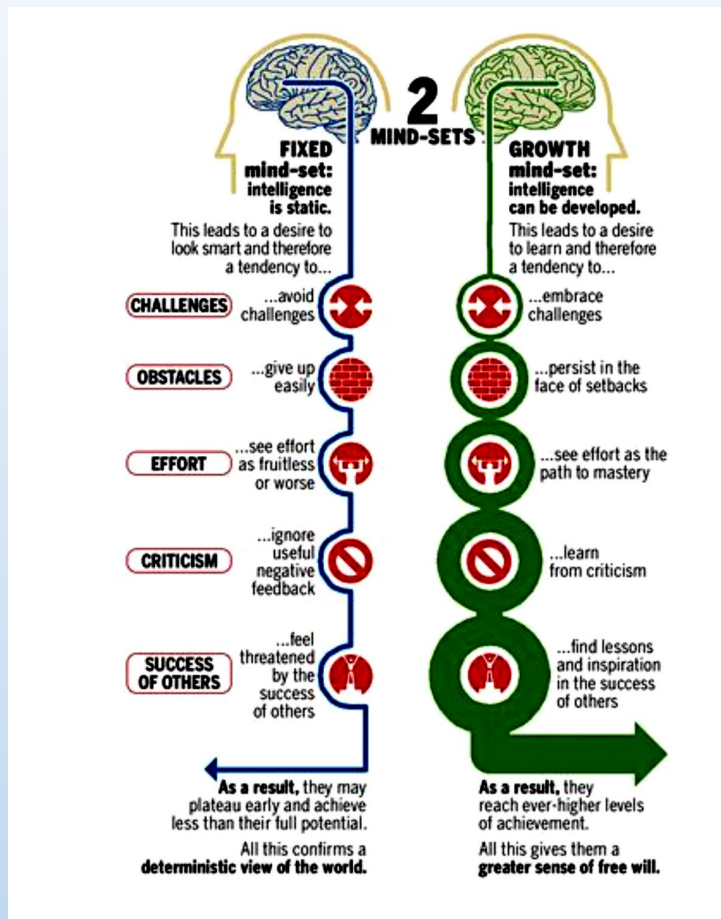 2
MIND-SETS
FIXED
mind-set:
intelligence
is static.
This leads to a desire to
look smart and therefore
a tendency to...
GROWTH
mind-set:
intelligence
can be developed.
This leads to a desire
to learn and therefore
a tendency to...
CHALLENGES
...avoid
challenges
...embrace
challenges
OBSTACLES
...give up
easily
...persist in the
face of setbacks
EFFORT
...see effort
as fruitless
or worse
...see effort as the
path to mastery
CRITICISM
...ignore
useful
negative
feedback
...learn
from criticism
SUCCESS
OF OTHERS
...feel
threatened
by the
success
of others
...find lessons
and inspiration
in the success
of others
As a result, they may
plateau early and achieve
less than their full potential.
All this confirms a
deterministic view of the world.
As a result, they
reach ever-higher levels
of achievement.
All this gives them a
greater sense of free will.